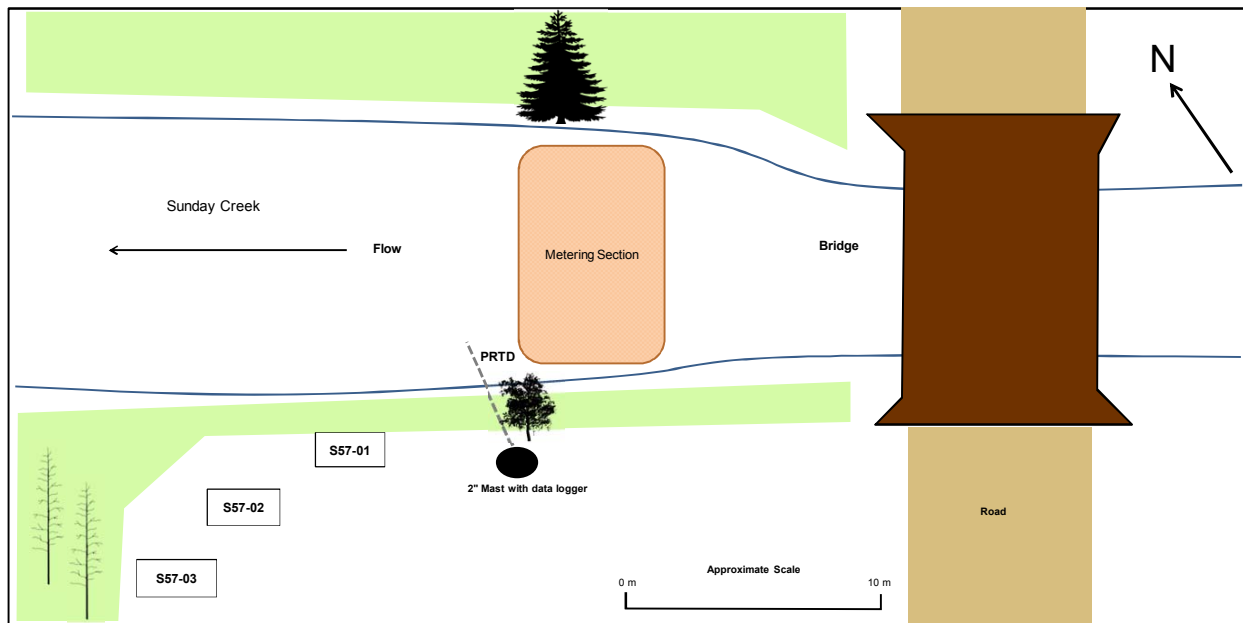 N
Sunday Creek
Flow
Metering Section
Bridge
PRTD
S57-01
2" Mast with data logger
S57-02
Road
S57-03
Approximate Scale
0 m
10 m